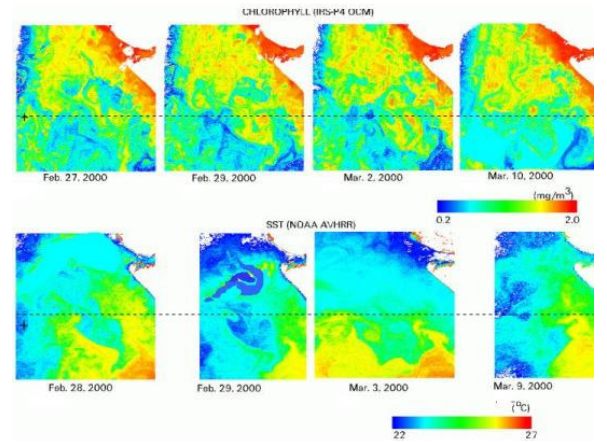 CHLOROPHYLL (IRS-P4 OCM)
Feb. 27, 2000 Feb. 29, 2000 Mar. 2, 2000 Mar. 10, 2000
(mg/m³)
0.2 2.0
SST (NOAA AVHRR)
Feb. 28, 2000 Feb. 29, 2000 Mar. 3, 2000 Mar. 9, 2000
(°C)
22 27